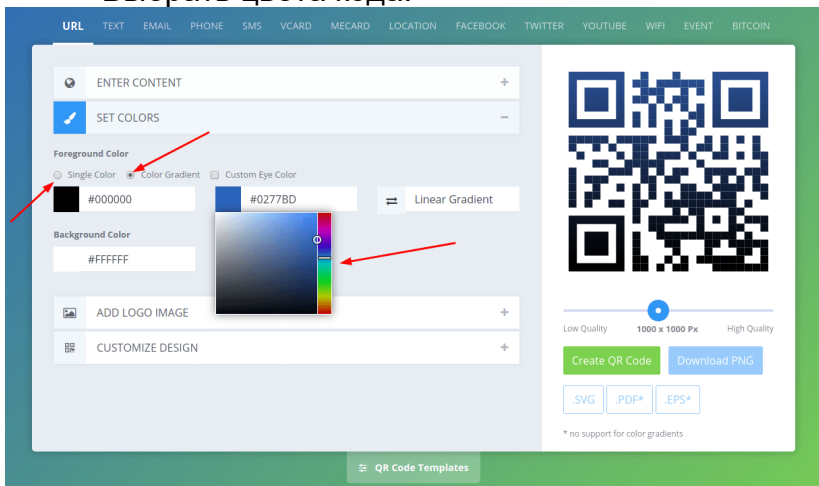 Выбрать цвета кода.
URL TEXT EMAIL PHONE SMS VCARD MECARD LOCATION FACEBOOK TWITTER YOUTUBE WIFI EVENT BITCOIN
ENTER CONTENT +
SET COLORS −
Foreground Color
Single Color Color Gradient Custom Eye Color
#000000 #0277BD Linear Gradient
Background Color
#FFFFFF
ADD LOGO IMAGE +
CUSTOMIZE DESIGN +
Low Quality 1000 x 1000 Px High Quality
Create QR Code Download PNG
.SVG .PDF* .EPS*
* no support for color gradients
QR Code Templates